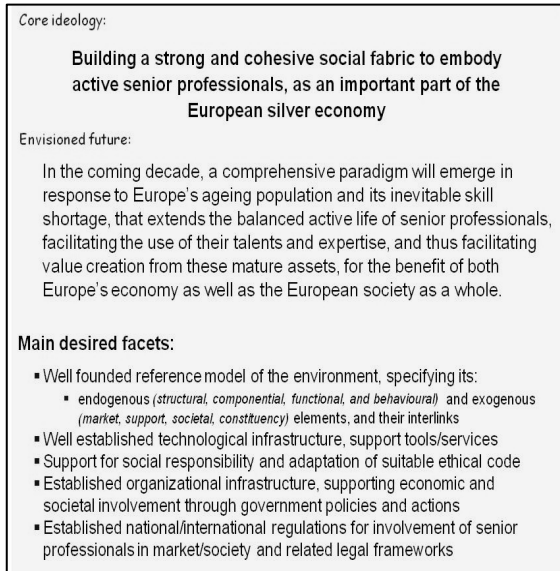 Core ideology:
Building a strong and cohesive social fabric to embody
active senior professionals, as an important part of the
European silver economy
Envisioned future:
In the coming decade, a comprehensive paradigm will emerge in
response to Europe's ageing population and its inevitable skill
shortage, that extends the balanced active life of senior professionals,
facilitating the use of their talents and expertise, and thus facilitating
value creation from these mature assets, for the benefit of both
Europe's economy as well as the European society as a whole.
Main desired facets:
▪ Well founded reference model of the environment, specifying its:
▪ endogenous (structural, componential, functional, and behavioural) and exogenous
(market, support, societal, constituency) elements, and their interlinks
▪ Well established technological infrastructure, support tools/services
▪ Support for social responsibility and adaptation of suitable ethical code
▪ Established organizational infrastructure, supporting economic and
societal involvement through government policies and actions
▪ Established national/international regulations for involvement of senior
professionals in market/society and related legal frameworks